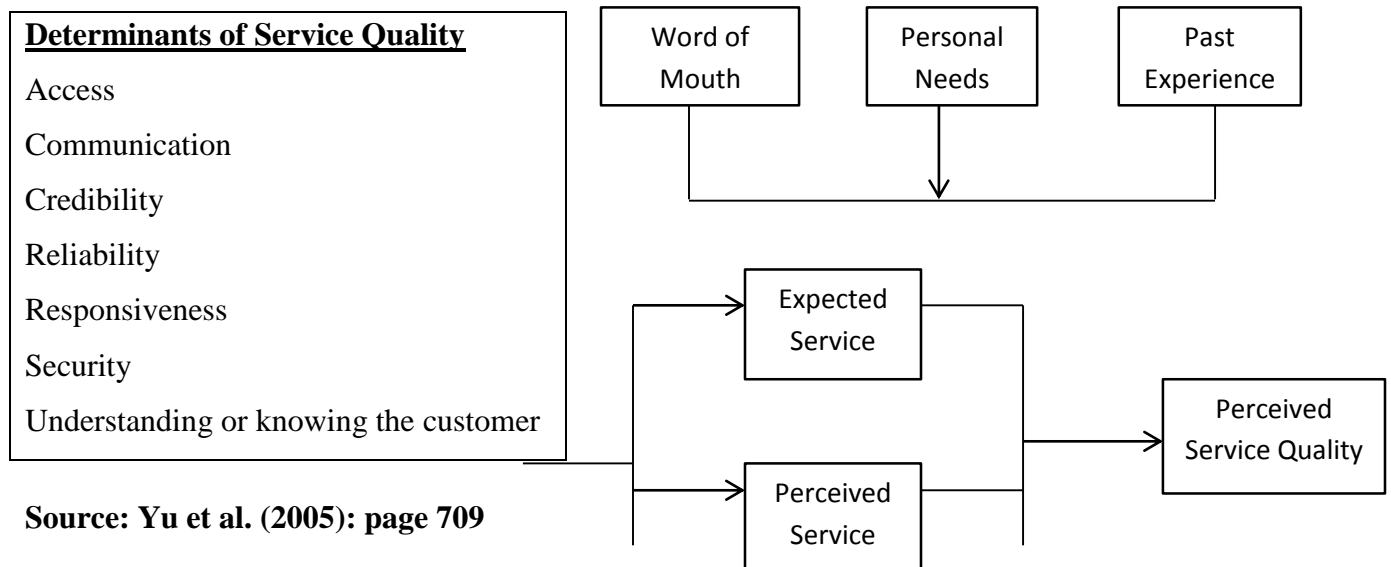 Determinants of Service Quality
Access
Communication
Credibility
Reliability
Responsiveness
Security
Understanding or knowing the customer
Source: Yu et al. (2005): page 709
Word of
Mouth
Personal
Needs
Past
Experience
Expected
Service
Perceived
Service
Perceived
Service Quality